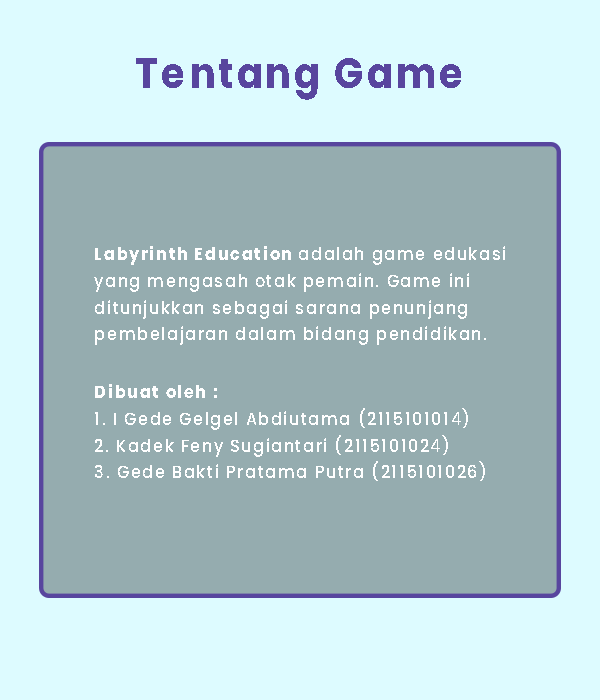 Tentang Game
Labyrinth Education adalah game edukasi
yang mengasah otak pemain. Game ini
ditunjukkan sebagai sarana penunjang
pembelajaran dalam bidang pendidikan.
Dibuat oleh :
1. I Gede Gelgel Abdiutama (2115101014)
2. Kadek Feny Sugiantari (2115101024)
3. Gede Bakti Pratama Putra (2115101026)